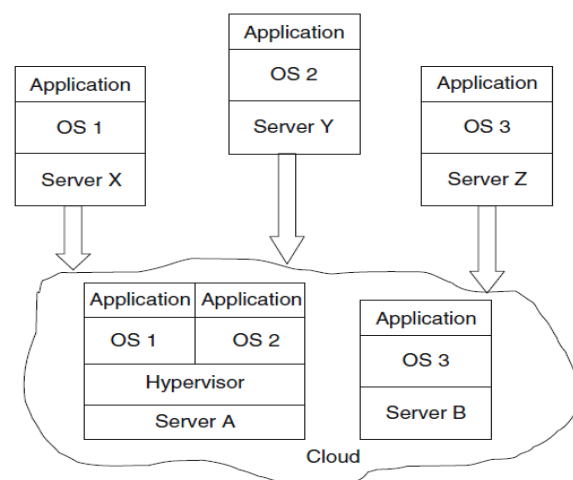 Application
OS 1
Server X
Application
OS 2
Server Y
Application
OS 3
Server Z
Application Application
OS 1 OS 2
Hypervisor
Server A
Application
OS 3
Server B
Cloud